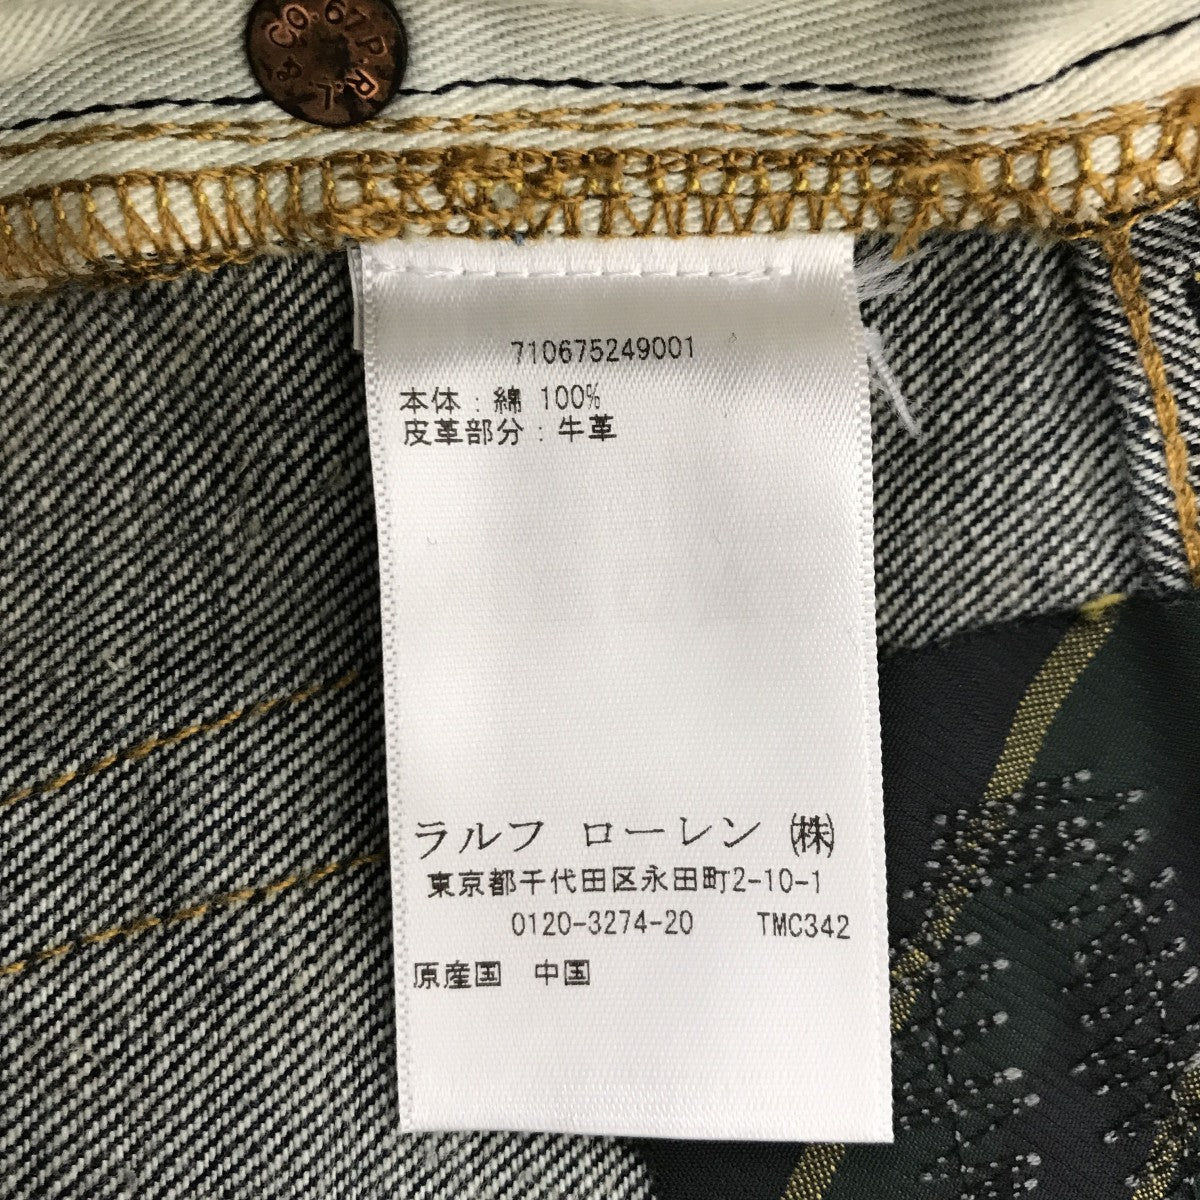 Co. 67 P.R.L &
710675249001
本体:綿 100%
皮革部分:牛革
ラルフ ローレン ㈱
東京都千代田区永田町2-10-1
0120-3274-20 TMC342
原産国 中国